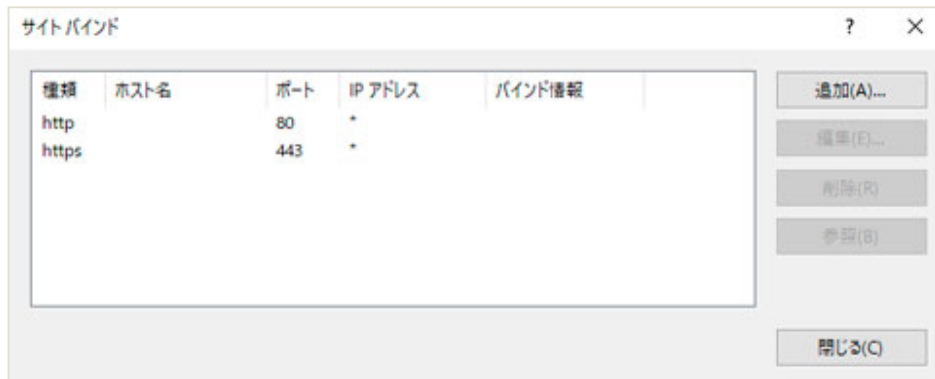 サイト バインド
?
×
種類 ホスト名 ポート IP アドレス バインド情報
http 80 *
https 443 *
追加(A)...
編集(E)...
削除(R)
参照(B)
閉じる(C)